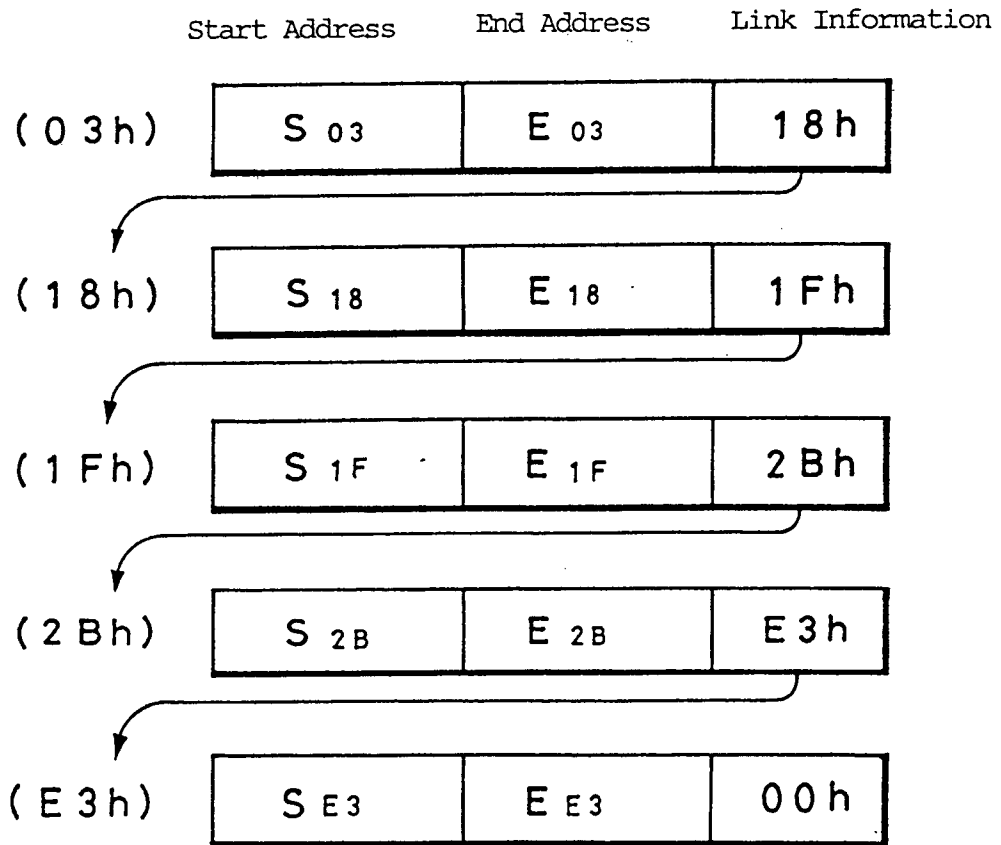 Start Address End Address Link Information
(03h) S 03 E 03 18h
(18h) S 18 E 18 1Fh
(1Fh) S 1F E 1F 2Bh
(2Bh) S 2B E 2B E3h
(E3h) S E3 E E3 00h